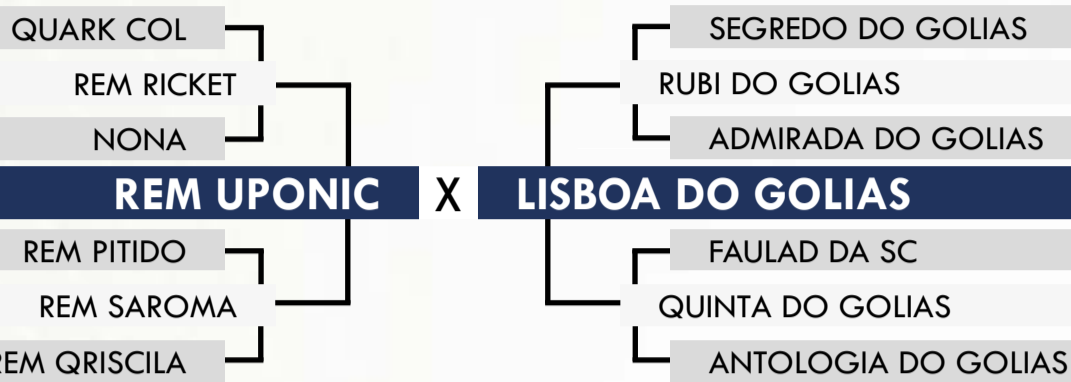 QUARK COL
REM RICKET
NONA
REM UPONIC X LISBOA DO GOLIAS
REM PITIDO
REM SAROMA
REM QRISCILA
SEGREDO DO GOLIAS
RUBI DO GOLIAS
ADMIRADA DO GOLIAS
FAULAD DA SC
QUINTA DO GOLIAS
ANTOLOGIA DO GOLIAS